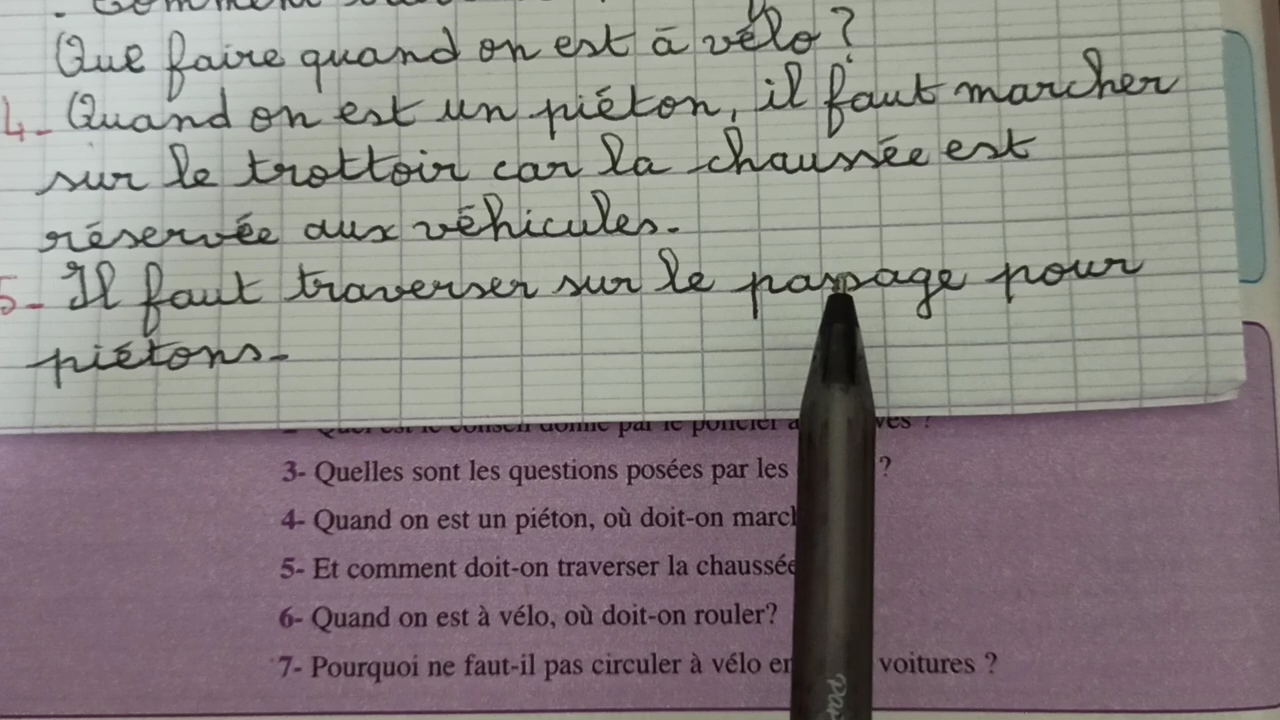 Que faire quand on est à vélo ?
4- Quand on est un piéton, il faut marcher
sur le trottoir car la chaussée est
réservée aux véhicules.
5- Il faut traverser sur le passage pour
piétons.
3- Quelles sont les questions posées par les ?
4- Quand on est un piéton, où doit-on
5- Et comment doit-on traverser la chaussée
6- Quand on est à vélo, où doit-on rouler?
7- Pourquoi ne faut-il pas circuler à vélo voitures ?